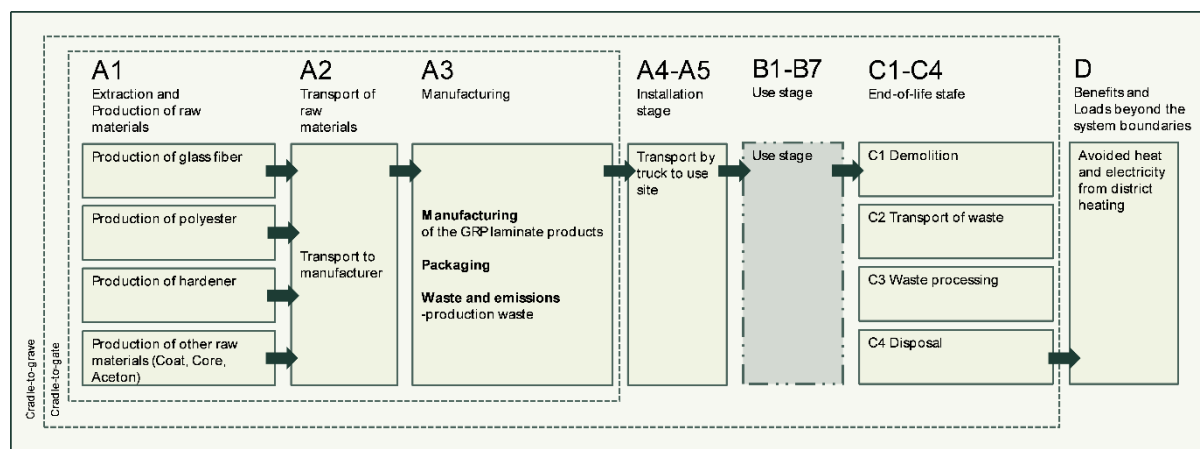 A1
Extraction and
Production of raw
materials
Production of glass fiber
Production of polyester
Production of hardener
Production of other raw
materials (Coat, Core,
Aceton)
A2
Transport of
raw
materials
Transport to
manufacturer
A3
Manufacturing
Manufacturing
of the GRP laminate products
Packaging
Waste and emissions
-production waste
A4-A5
Installation
stage
Transport by
truck to use
site
B1-B7
Use stage
Use stage
C1-C4
End-of-life stafe
C1 Demolition
C2 Transport of waste
C3 Waste processing
C4 Disposal
D
Benefits and
Loads beyond the
system boundaries
Avoided heat
and electricity
from district
heating
Cradle-to-grave
Cradle-to-gate